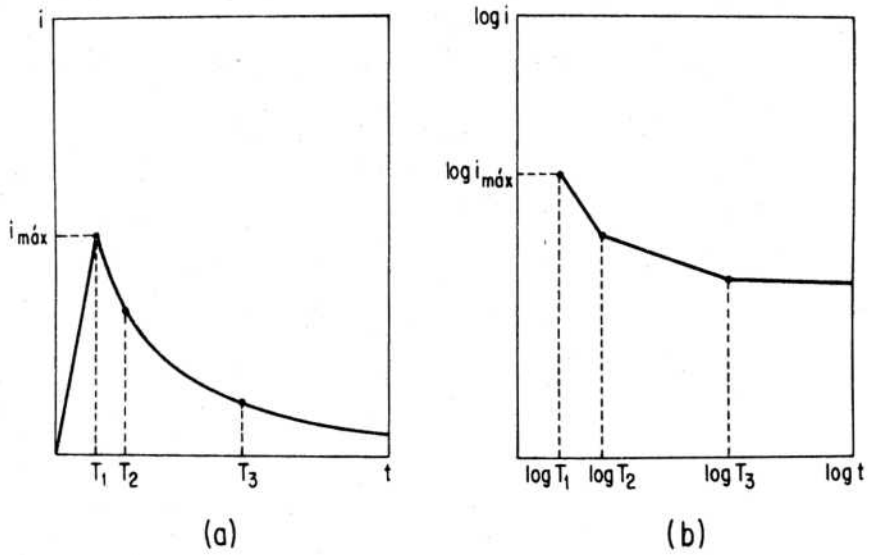 i
i máx
T1 T2 T3 t
(a)
log i
log i máx
log T1 log T2 log T3 log t
(b)